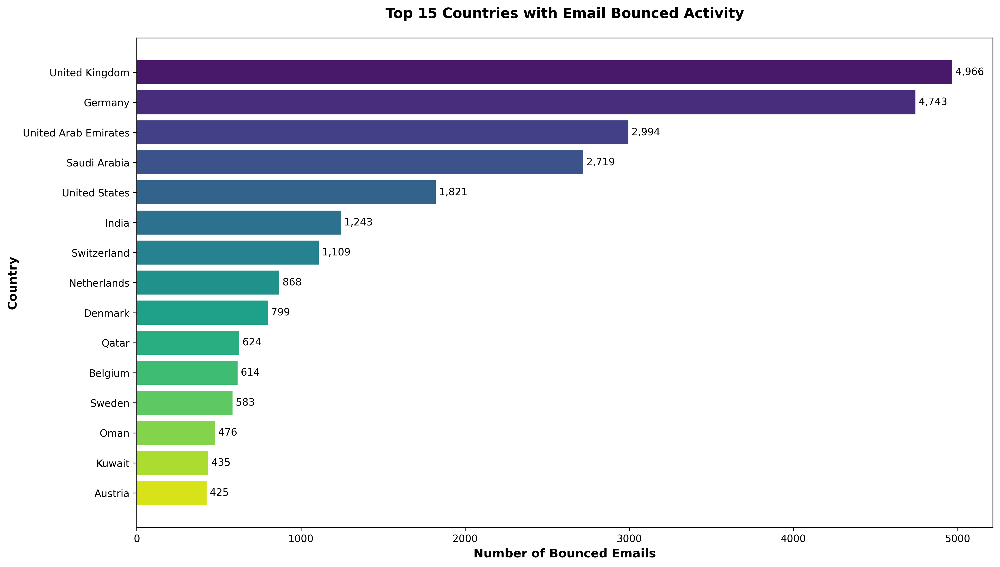 Top 15 Countries with Email Bounced Activity
Country
United Kingdom 4,966
Germany 4,743
United Arab Emirates 2,994
Saudi Arabia 2,719
United States 1,821
India 1,243
Switzerland 1,109
Netherlands 868
Denmark 799
Qatar 624
Belgium 614
Sweden 583
Oman 476
Kuwait 435
Austria 425
0 1000 2000 3000 4000 5000
Number of Bounced Emails